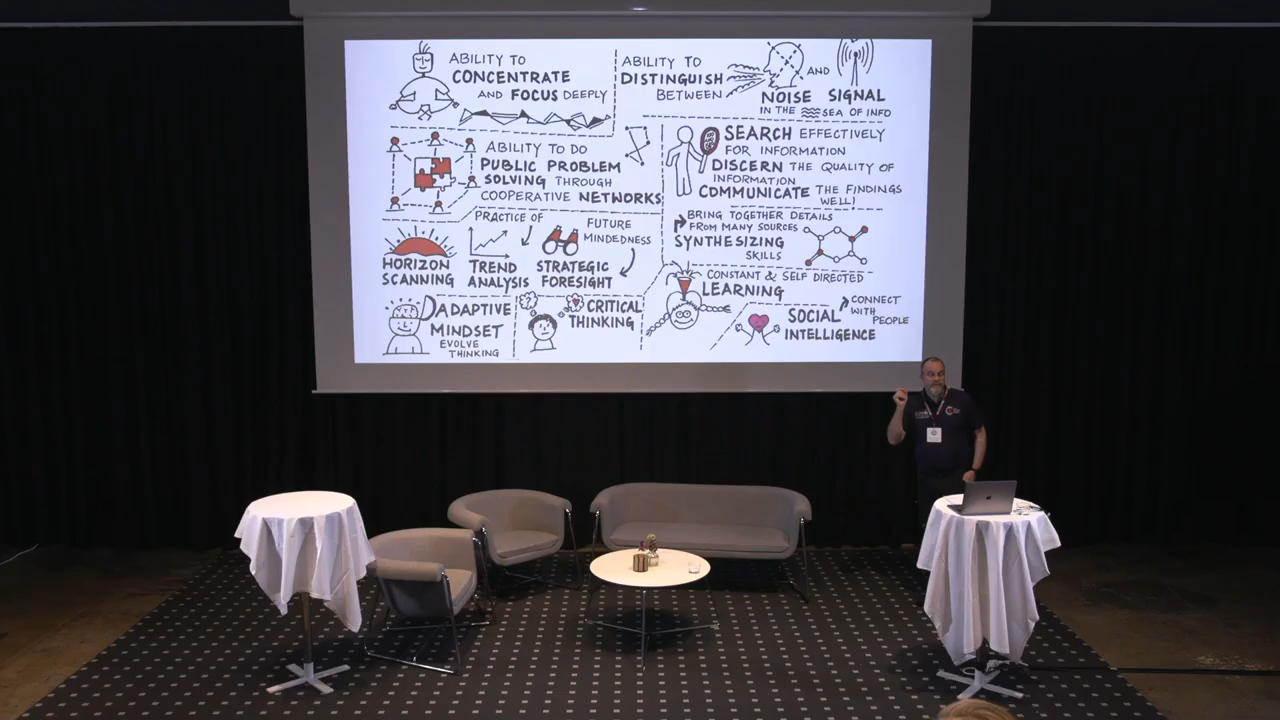 ABILITY TO
CONCENTRATE
AND FOCUS DEEPLY
ABILITY TO
DISTINGUISH
BETWEEN
NOISE AND SIGNAL
IN THE SEA OF INFO
ABILITY TO DO
PUBLIC PROBLEM
SOLVING THROUGH
COOPERATIVE NETWORKS
SEARCH EFFECTIVELY
FOR INFORMATION
DISCERN THE QUALITY OF
INFORMATION
COMMUNICATE THE FINDINGS
WELL!
PRACTICE OF
FUTURE
MINDEDNESS
HORIZON
SCANNING
TREND
ANALYSIS
STRATEGIC
FORESIGHT
BRING TOGETHER DETAILS
FROM MANY SOURCES
SYNTHESIZING
SKILLS
CONSTANT & SELF DIRECTED
LEARNING
ADAPTIVE
MINDSET
EVOLVE
THINKING
?
CRITICAL
THINKING
SOCIAL
INTELLIGENCE
CONNECT
WITH
PEOPLE